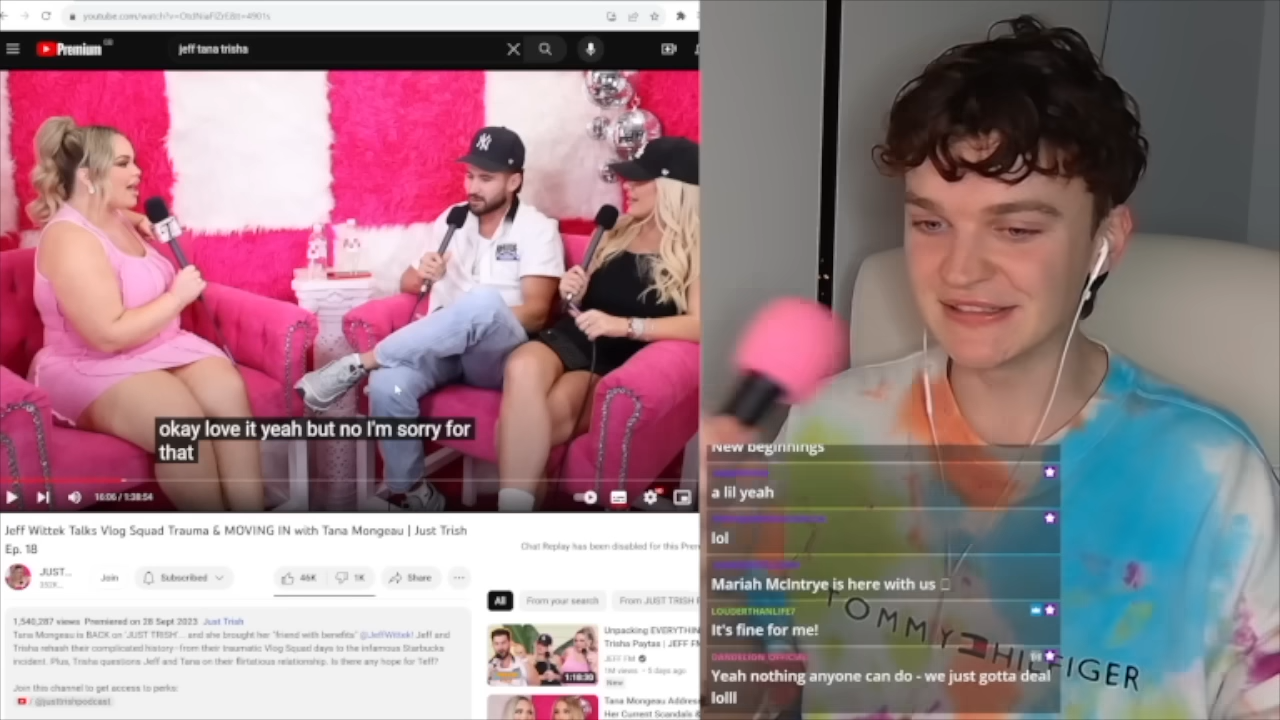 jeff tana trisha
Premium
okay love it yeah but no I'm sorry for
that
16:06 / 1:38:54
Jeff Wittek Talks Vlog Squad Trauma & MOVING IN with Tana Mongeau | Just Trish
Ep. 18
Chat Replay has been disabled for this Prem
JUST...
Join
Subscribed
46K
1K
Share
1,540,287 views Premiered on 28 Sept 2023 Just Trish
Tana Mongeau is BACK on 'JUST TRISH'... and she brought her "friend with benefits" @JeffWittek! Jeff and
Trisha rehash their complicated history--from their traumatic Vlog Squad days to the infamous Starbucks
incident. Plus, Trisha questions Jeff and Tana on their flirtatious relationship. Is there any hope for Teff?
Join this channel to get access to perks:
/ @justtrishpodcast
All
From your search
From JUST TRISH
Unpacking EVERYTHIN
Trisha Paytas | JEFF FM
JEFF FM
1M views • 5 days ago
New
1:18:30
Tana Mongeau Addres
Her Current Scandals &
New beginnings
a lil yeah
lol
Mariah McIntrye is here with us
LOUDERTHANLIFE7
It's fine for me!
DANDELION_OFFICIAL
Yeah nothing anyone can do - we just gotta deal
lolll
TOMMY HILFIGER